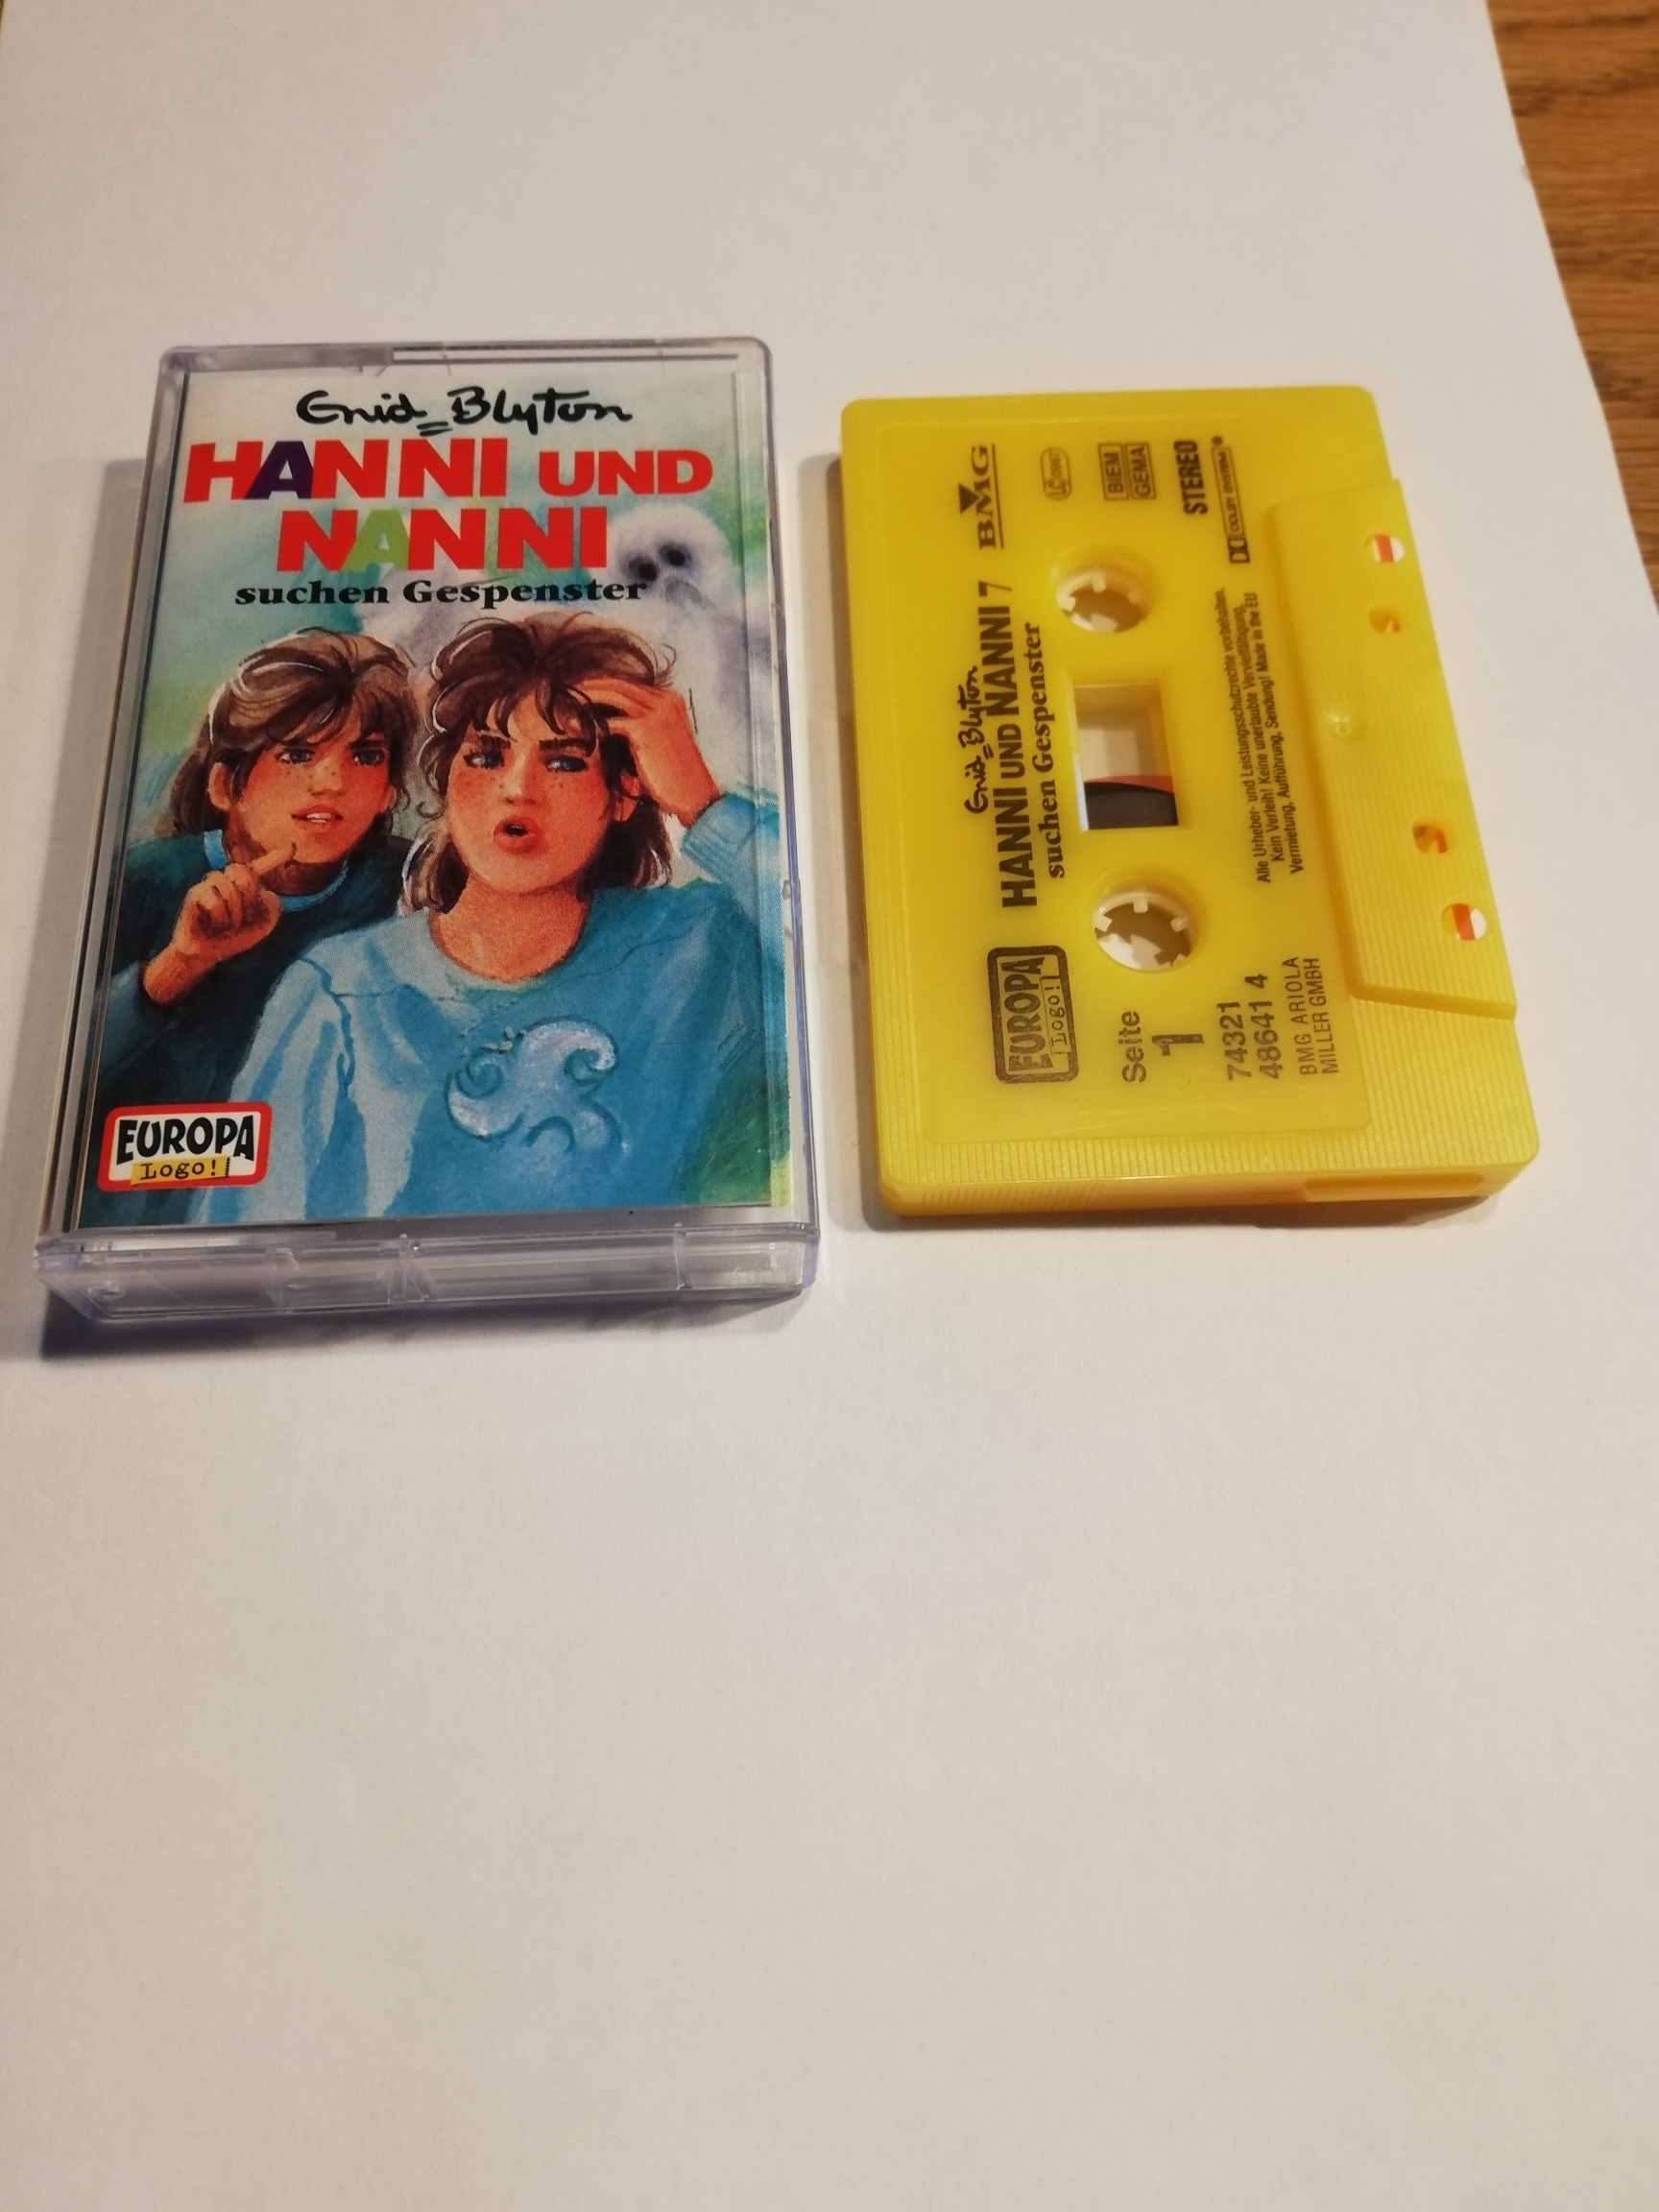 Enid Blyton
HANNI UND
NANNI
suchen Gespenster
EUROPA
Logo!
Enid Blyton
HANNI UND NANNI 7
suchen Gespenster
BMG
EUROPA
Logo!
LC 0067
BIEM
GEMA
STEREO
DOLBY SYSTEM
Seite
1
74321
48641 4
BMG ARIOLA
MILLER GMBH
Alle Urheber- und Leistungsschutzrechte vorbehalten.
Kein Verleih! Keine unerlaubte Vervielfältigung,
Vermietung, Aufführung, Sendung! Made in the EU